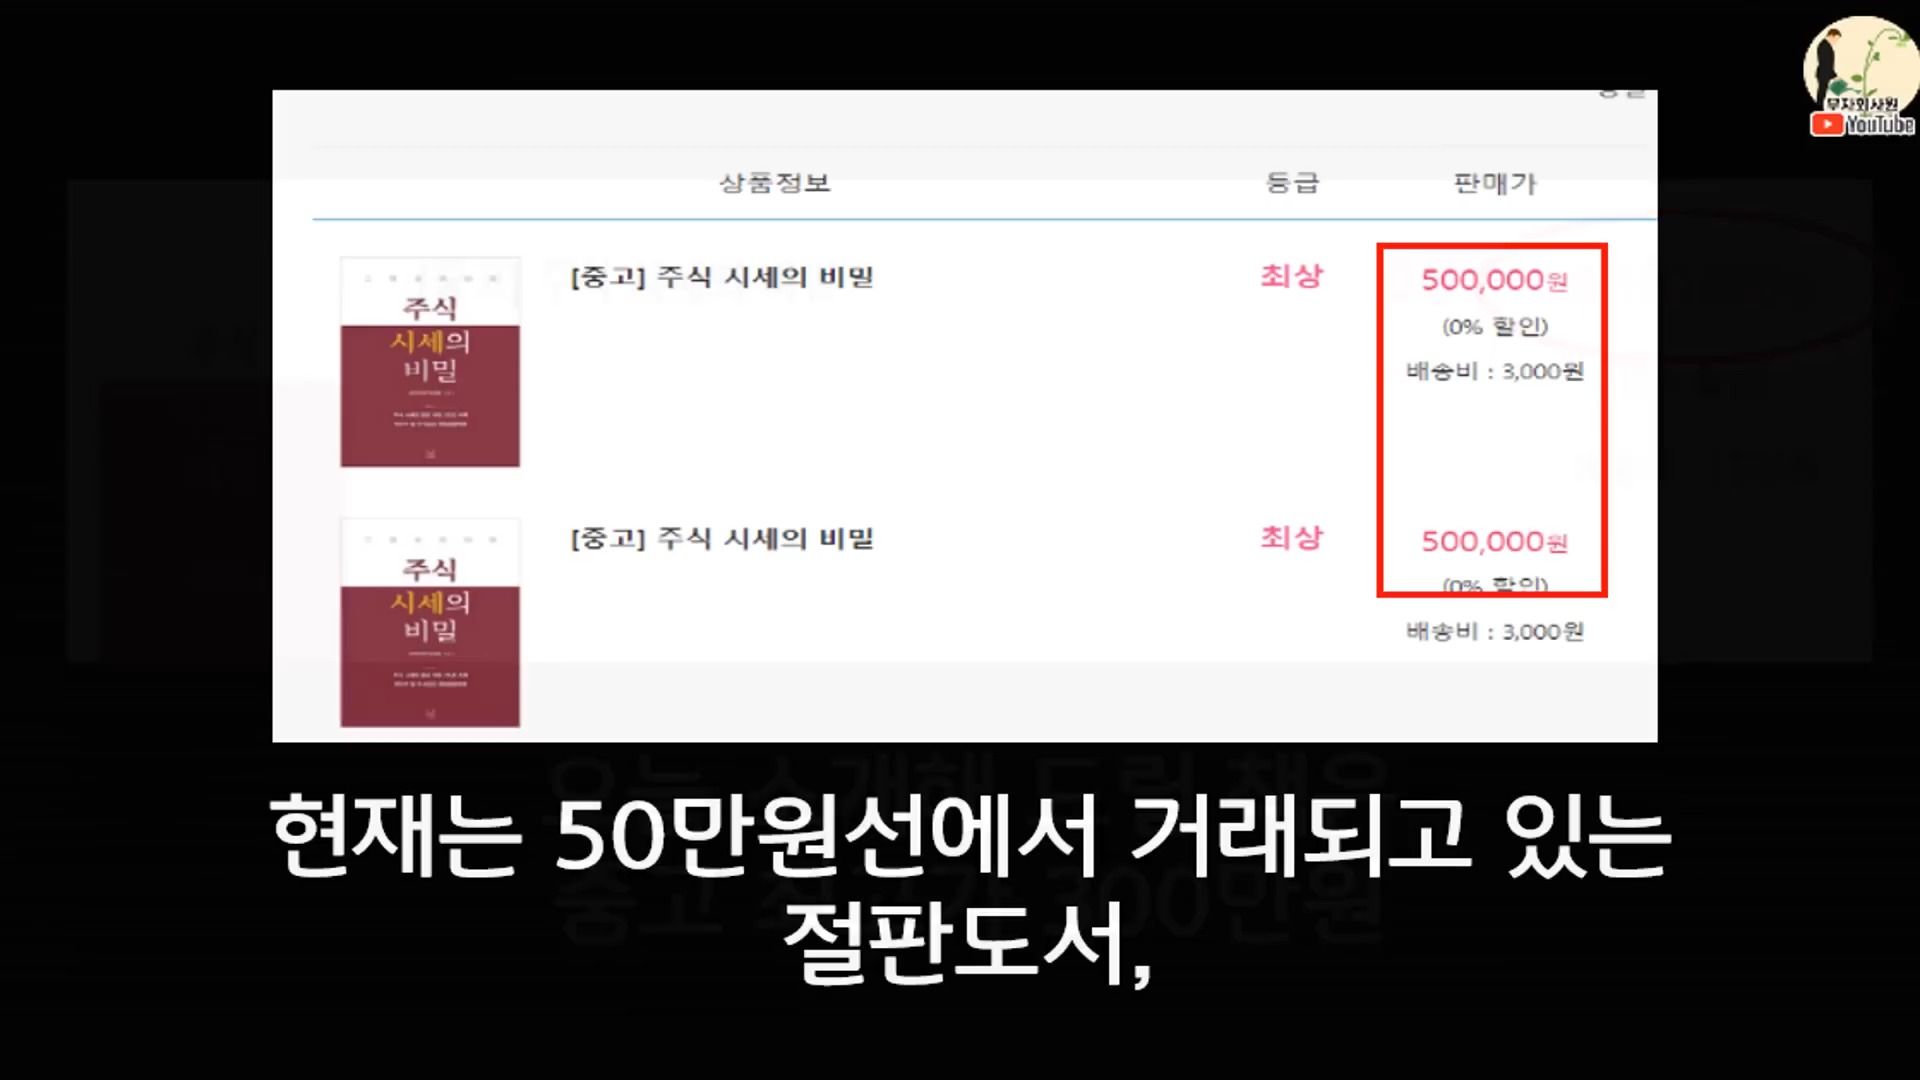 무자회사원
YouTube
상품정보 등급 판매가
주식
시세의
비밀
[중고] 주식 시세의 비밀 최상 500,000원
(0% 할인)
배송비 : 3,000원
주식
시세의
비밀
[중고] 주식 시세의 비밀 최상 500,000원
(0% 할인)
배송비 : 3,000원
현재는 50만원선에서 거래되고 있는
절판도서,